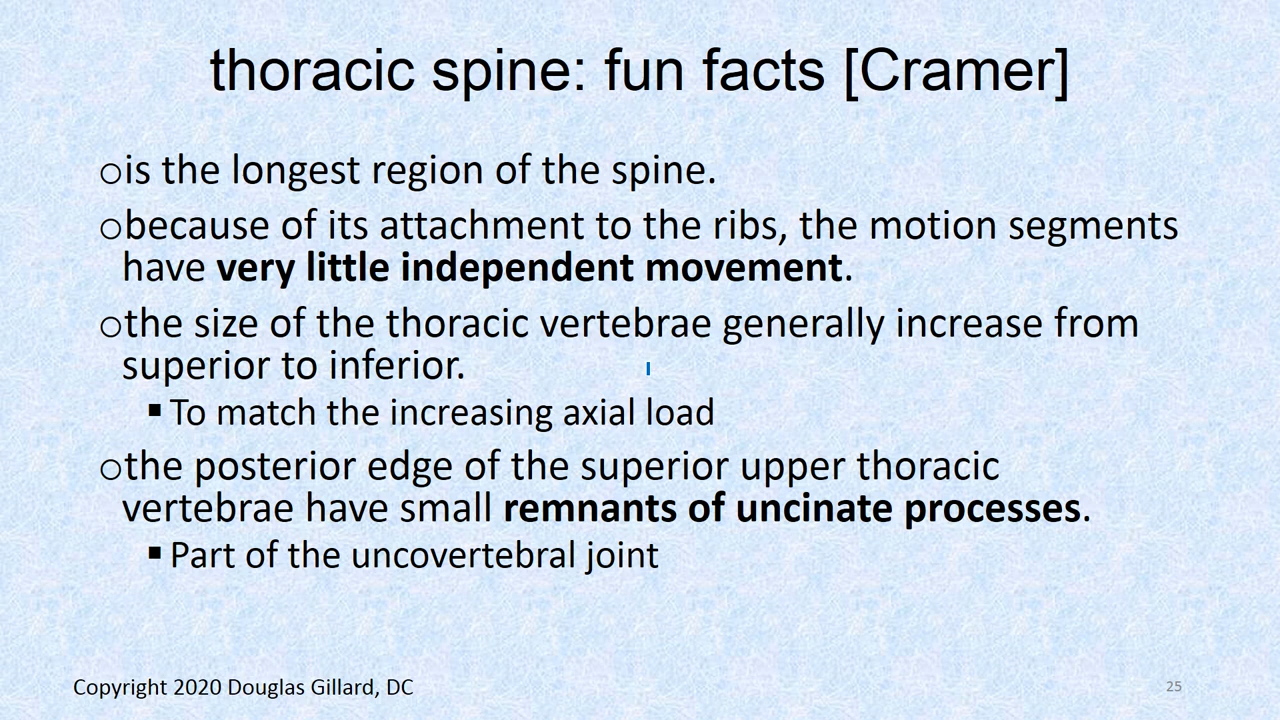 thoracic spine: fun facts [Cramer]
○is the longest region of the spine.
○because of its attachment to the ribs, the motion segments
have very little independent movement.
○the size of the thoracic vertebrae generally increase from
superior to inferior.
▪ To match the increasing axial load
○the posterior edge of the superior upper thoracic
vertebrae have small remnants of uncinate processes.
▪ Part of the uncovertebral joint
Copyright 2020 Douglas Gillard, DC
25